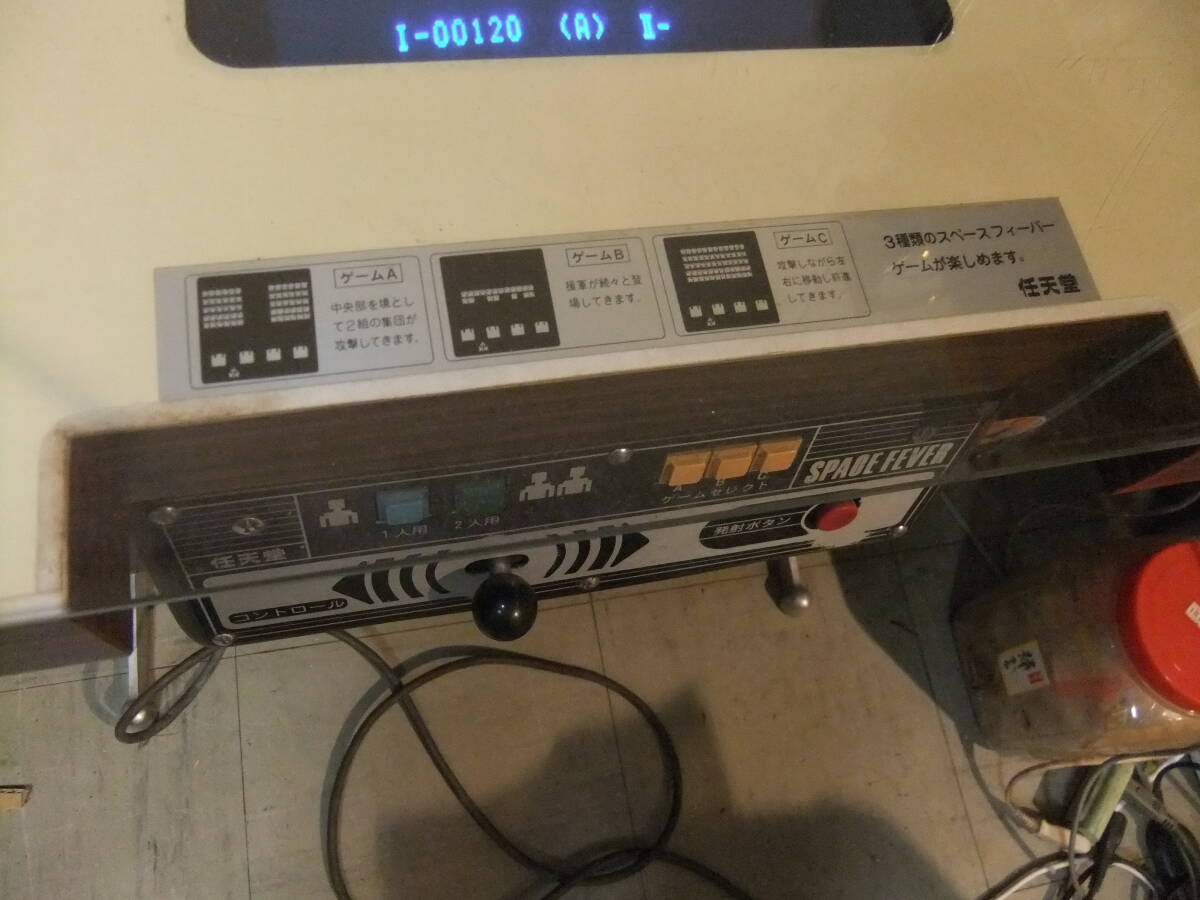 I-00120 (A) II-
ゲームA
中央部を境とし
て2組の集団が
攻撃してきます。
ゲームB
援軍が続々と登
場してきます。
ゲームC
攻撃しながら左
右に移動し前進
してきます。
3種類のスペースフィーバー
ゲームが楽しめます。
任天堂
任天堂
1人用
2人用
A B C
ゲームセレクト
SPACE FEVER
コントロール
発射ボタン